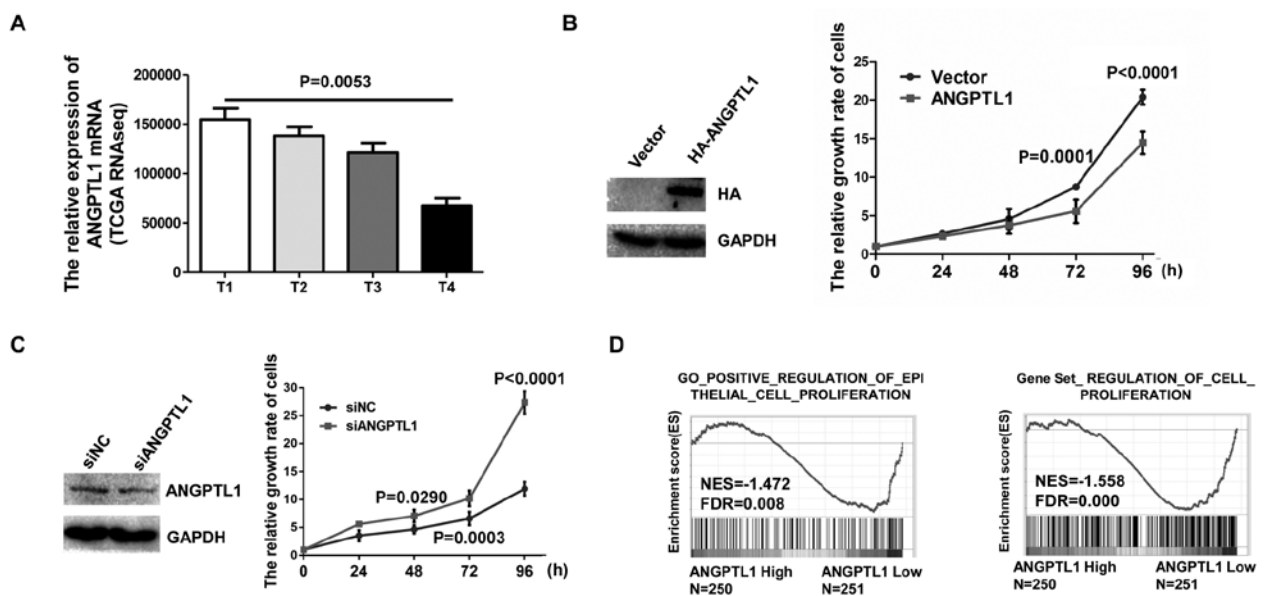 A
The relative expression of
ANGPTL1 mRNA
(TCGA RNAseq)
200000
150000
100000
50000
0
P=0.0053
T1 T2 T3 T4
B
Vector
HA-ANGPTL1
HA
GAPDH
The relative growth rate of cells
25
20
15
10
5
0
Vector
ANGPTL1
P<0.0001
P=0.0001
0 24 48 72 96 (h)
C
siNC
siANGPTL1
ANGPTL1
GAPDH
The relative growth rate of cells
30
25
20
15
10
5
0
siNC
siANGPTL1
P<0.0001
P=0.0290
P=0.0003
0 24 48 72 96 (h)
D
GO_POSITIVE_REGULATION_OF_EPI
THELIAL_CELL_PROLIFERATION
Enrichment score(ES)
NES=-1.472
FDR=0.008
ANGPTL1 High ANGPTL1 Low
N=250 N=251
Gene Set_ REGULATION_OF_CELL_
PROLIFERATION
Enrichment score(ES)
NES=-1.558
FDR=0.000
ANGPTL1 High ANGPTL1 Low
N=250 N=251